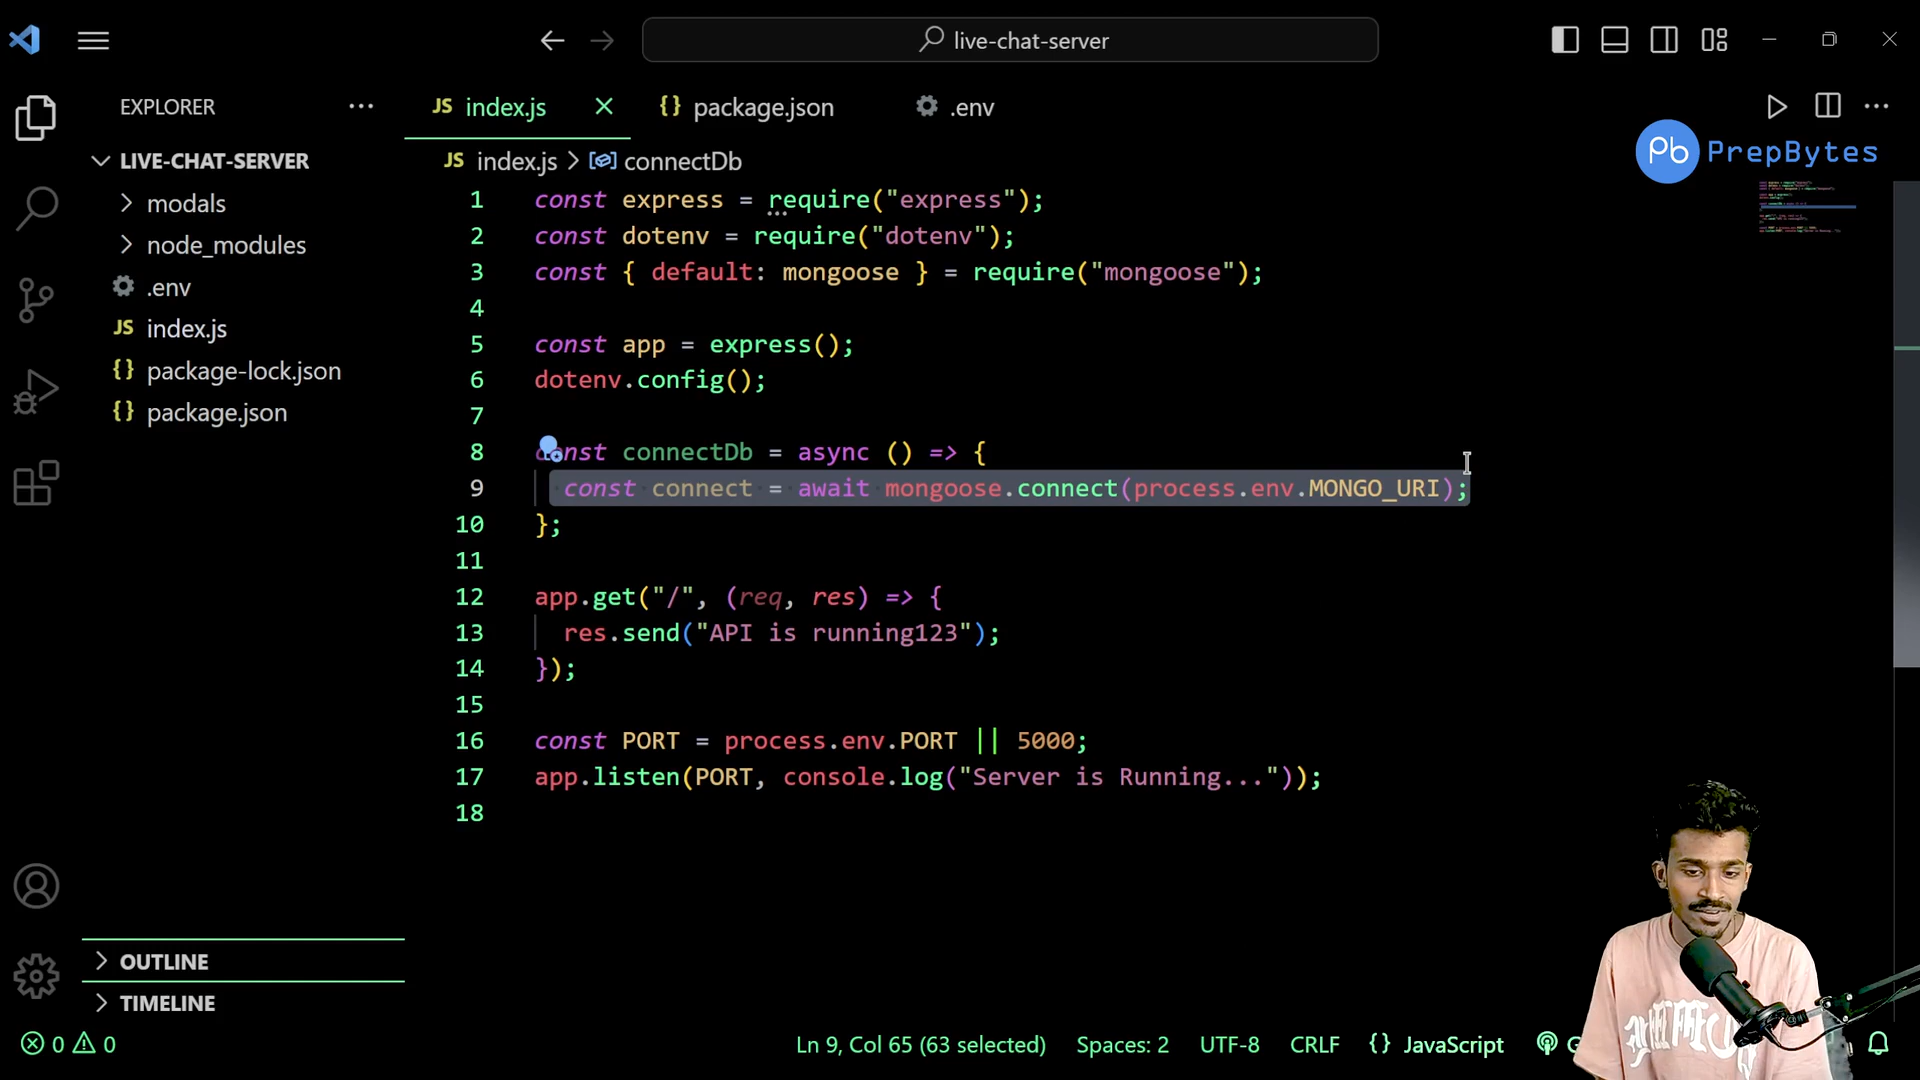 live-chat-server
EXPLORER
index.js
package.json
.env
LIVE-CHAT-SERVER
JS index.js > connectDb
Pb PrepBytes
modals
node_modules
.env
JS index.js
{} package-lock.json
{} package.json
1 const express = require("express");
2 const dotenv = require("dotenv");
3 const { default: mongoose } = require("mongoose");
4
5 const app = express();
6 dotenv.config();
7
8 const connectDb = async () => {
9 const connect = await mongoose.connect(process.env.MONGO_URI);
10 };
11
12 app.get("/", (req, res) => {
13 res.send("API is running123");
14 });
15
16 const PORT = process.env.PORT || 5000;
17 app.listen(PORT, console.log("Server is Running..."));
18
OUTLINE
TIMELINE
0 0
Ln 9, Col 65 (63 selected)
Spaces: 2
UTF-8
CRLF
{} JavaScript